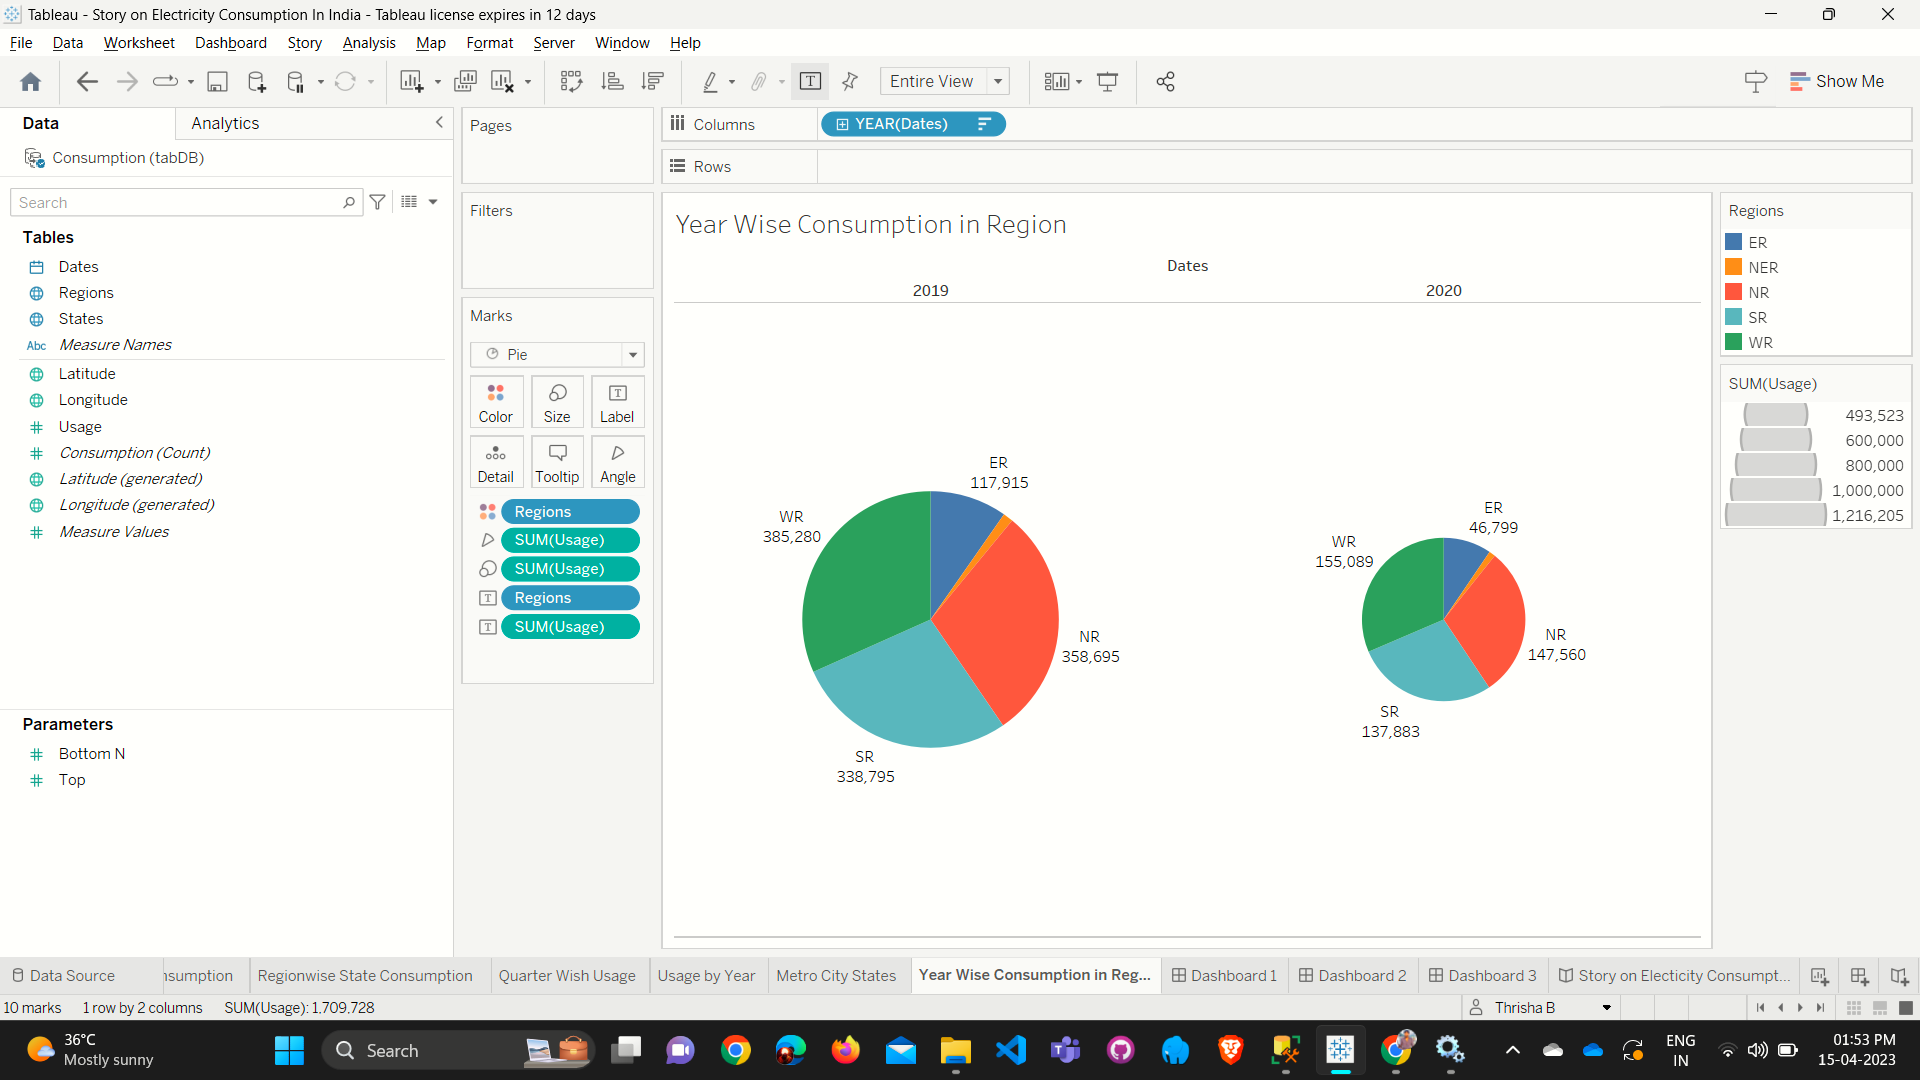 Tableau - Story on Electricity Consumption In India - Tableau license expires in 12 days
File Data Worksheet Dashboard Story Analysis Map Format Server Window Help
Entire View
Show Me
Data Analytics
Consumption (tabDB)
Search
Tables
Dates
Regions
States
Abc Measure Names
Latitude
Longitude
Usage
Consumption (Count)
Latitude (generated)
Longitude (generated)
Measure Values
Parameters
Bottom N
Top
Pages
Filters
Marks
Pie
Color Size Label
Detail Tooltip Angle
Regions
SUM(Usage)
SUM(Usage)
Regions
SUM(Usage)
Columns YEAR(Dates)
Rows
Year Wise Consumption in Region
Dates
2019 2020
ER
117,915
WR
385,280
NR
358,695
SR
338,795
ER
46,799
WR
155,089
NR
147,560
SR
137,883
Regions
ER
NER
NR
SR
WR
SUM(Usage)
493,523
600,000
800,000
1,000,000
1,216,205
Data Source nsumption Regionwise State Consumption Quarter Wish Usage Usage by Year Metro City States Year Wise Consumption in Reg... Dashboard 1 Dashboard 2 Dashboard 3 Story on Electicity Consumpt...
10 marks 1 row by 2 columns SUM(Usage): 1,709,728 Thrisha B
36°C
Mostly sunny
Search
ENG
IN
01:53 PM
15-04-2023